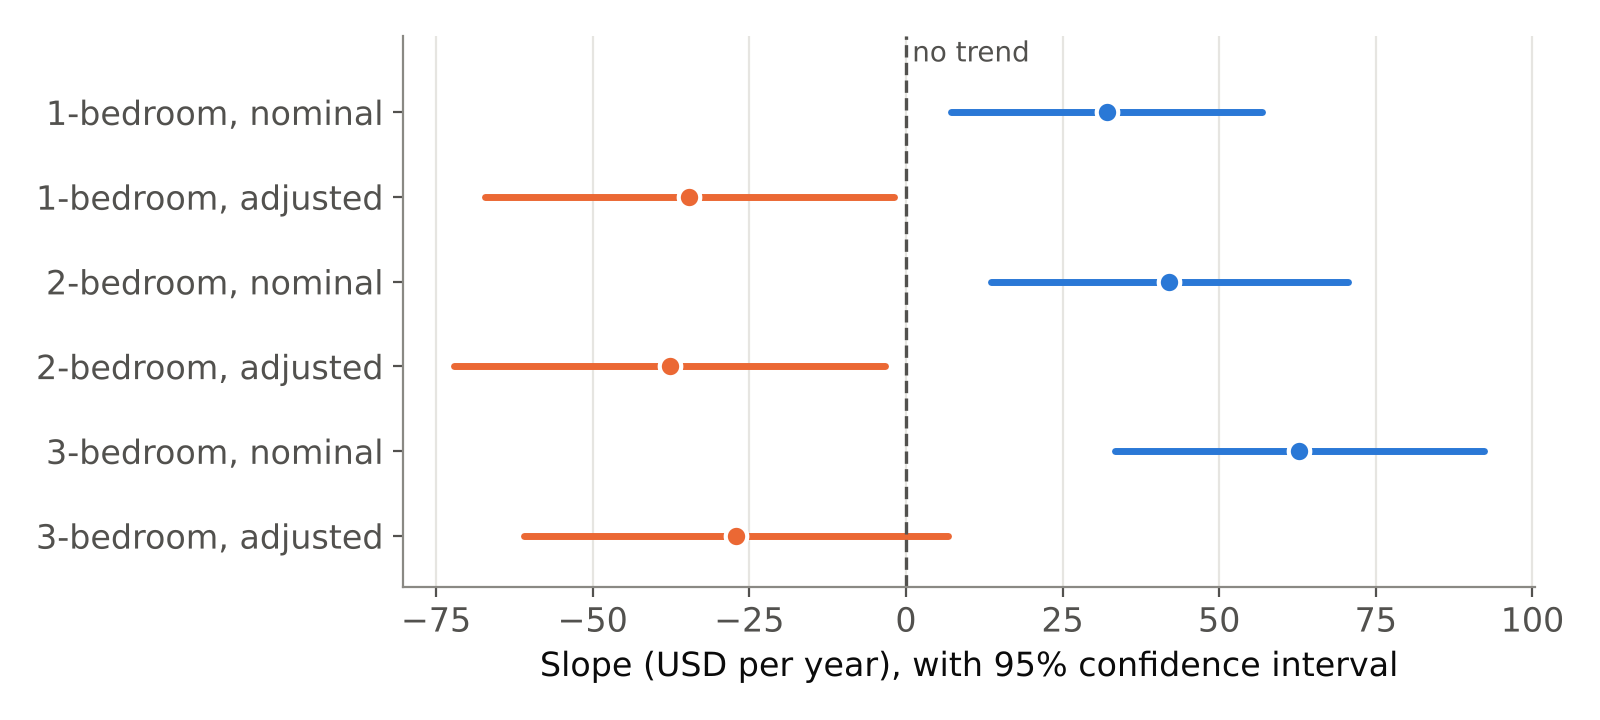 no trend
1-bedroom, nominal
1-bedroom, adjusted
2-bedroom, nominal
2-bedroom, adjusted
3-bedroom, nominal
3-bedroom, adjusted
−75 −50 −25 0 25 50 75 100
Slope (USD per year), with 95% confidence interval